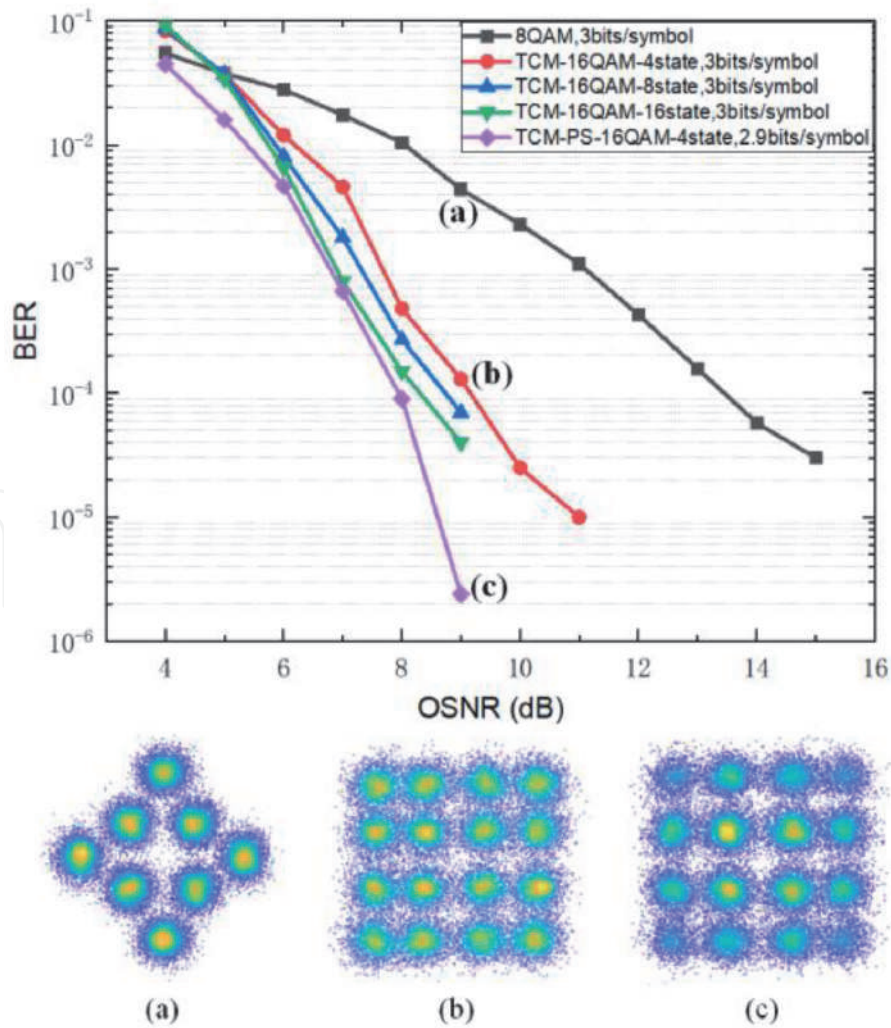 10⁻¹
10⁻²
10⁻³
10⁻⁴
10⁻⁵
10⁻⁶
BER
8QAM,3bits/symbol
TCM-16QAM-4state,3bits/symbol
TCM-16QAM-8state,3bits/symbol
TCM-16QAM-16state,3bits/symbol
TCM-PS-16QAM-4state,2.9bits/symbol
(a)
(b)
(c)
4 6 8 10 12 14 16
OSNR (dB)
(a) (b) (c)